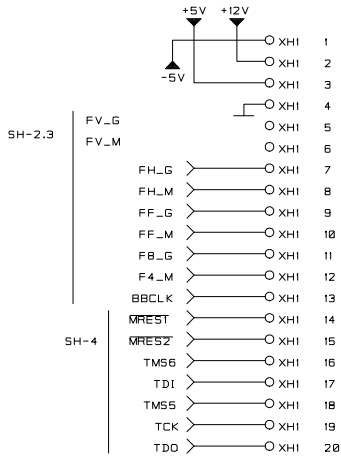 +5V +12V
XH1 1
XH1 2
-5V XH1 3
XH1 4
FV_G XH1 5
SH-2.3
FV_M XH1 6
FH_G XH1 7
FH_M XH1 8
FF_G XH1 9
FF_M XH1 10
F8_G XH1 11
F4_M XH1 12
BBCLK XH1 13
MREST XH1 14
SH-4 MRES2 XH1 15
TMS6 XH1 16
TDI XH1 17
TMS5 XH1 18
TCK XH1 19
TDO XH1 20